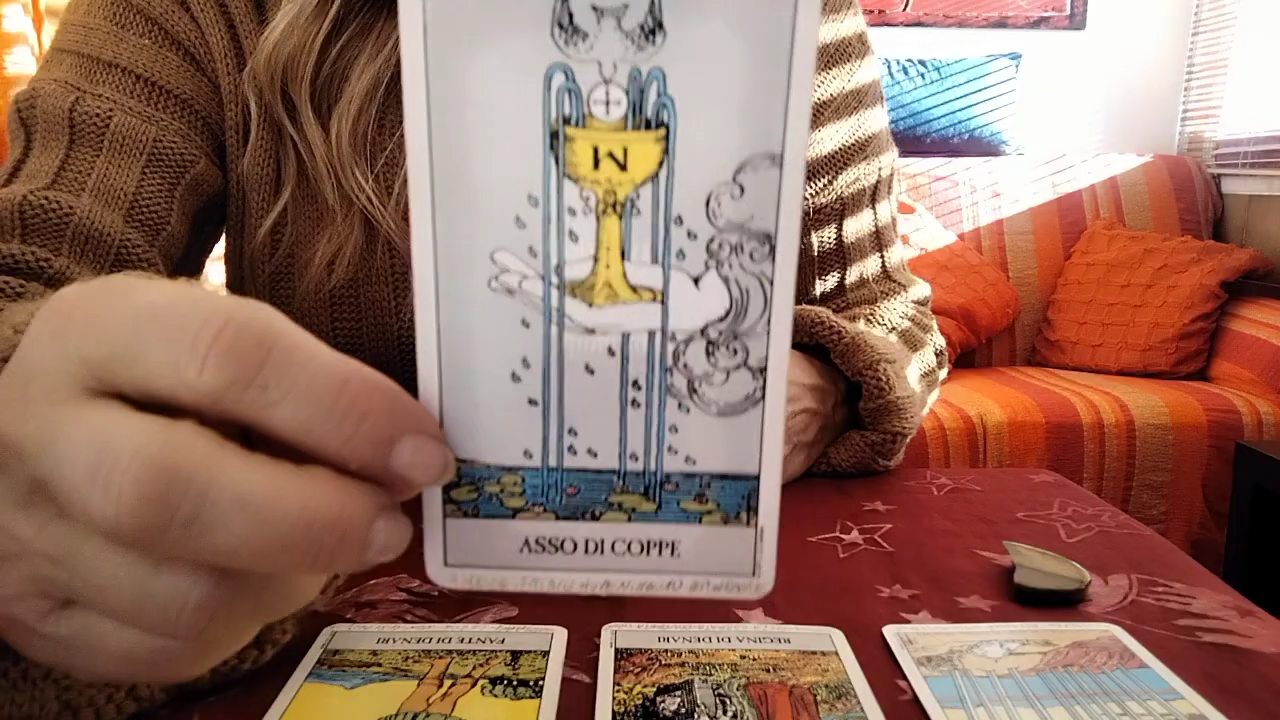 M
ASSO DI COPPE
FANTE DI DENARI
REGINA DI DENARI